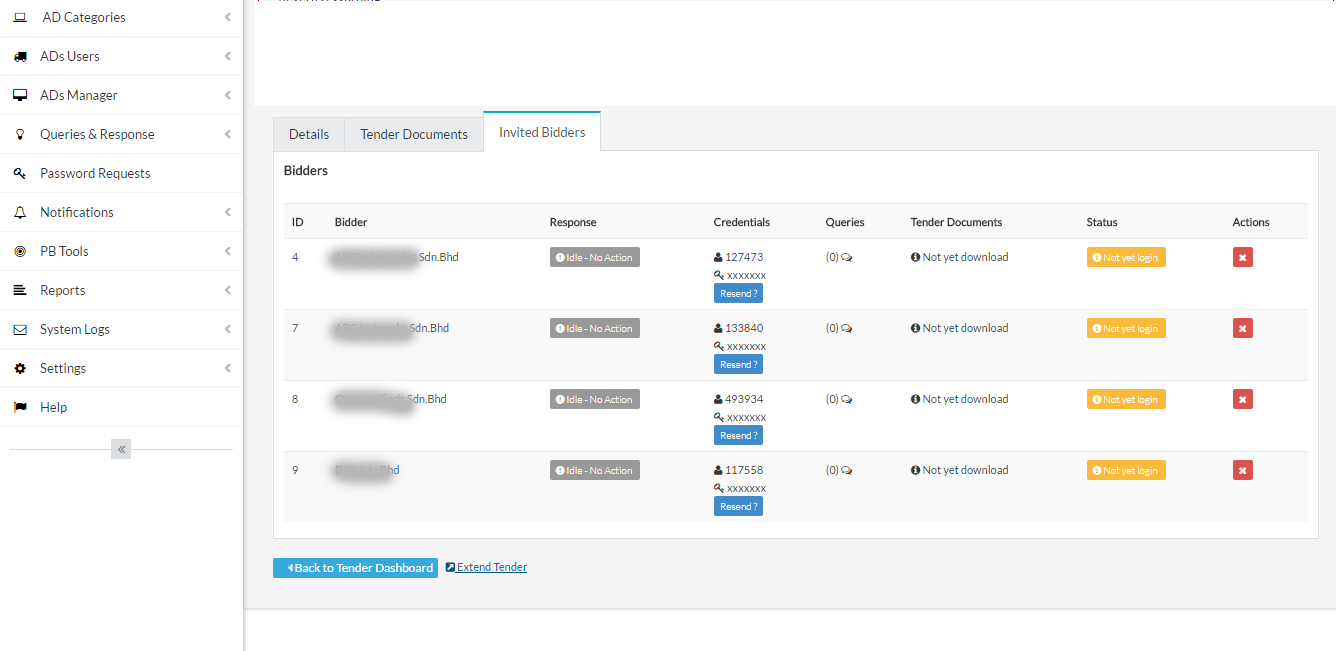 AD Categories
ADs Users
ADs Manager
Queries & Response
Password Requests
Notifications
PB Tools
Reports
System Logs
Settings
Help
Details Tender Documents Invited Bidders
Bidders
ID Bidder Response Credentials Queries Tender Documents Status Actions
4 Sdn.Bhd Idle - No Action 127473 (0) Not yet download Not yet login
xxxxxxx
Resend ?
7 Sdn.Bhd Idle - No Action 133840 (0) Not yet download Not yet login
xxxxxxx
Resend ?
8 Sdn.Bhd Idle - No Action 493934 (0) Not yet download Not yet login
xxxxxxx
Resend ?
9 Bhd Idle - No Action 117558 (0) Not yet download Not yet login
xxxxxxx
Resend ?
Back to Tender Dashboard Extend Tender